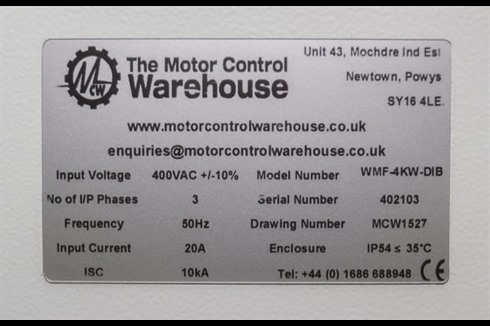 MCW The Motor Control Warehouse
Unit 43, Mochdre Ind Est
Newtown, Powys
SY16 4LE.
www.motorcontrolwarehouse.co.uk
enquiries@motorcontrolwarehouse.co.uk
Input Voltage 400VAC +/-10% Model Number WMF-4KW-DIB
No of I/P Phases 3 Serial Number 402103
Frequency 50Hz Drawing Number MCW1527
Input Current 20A Enclosure IP54 ≤ 35°C
ISC 10kA Tel: +44 (0) 1686 688948 CE